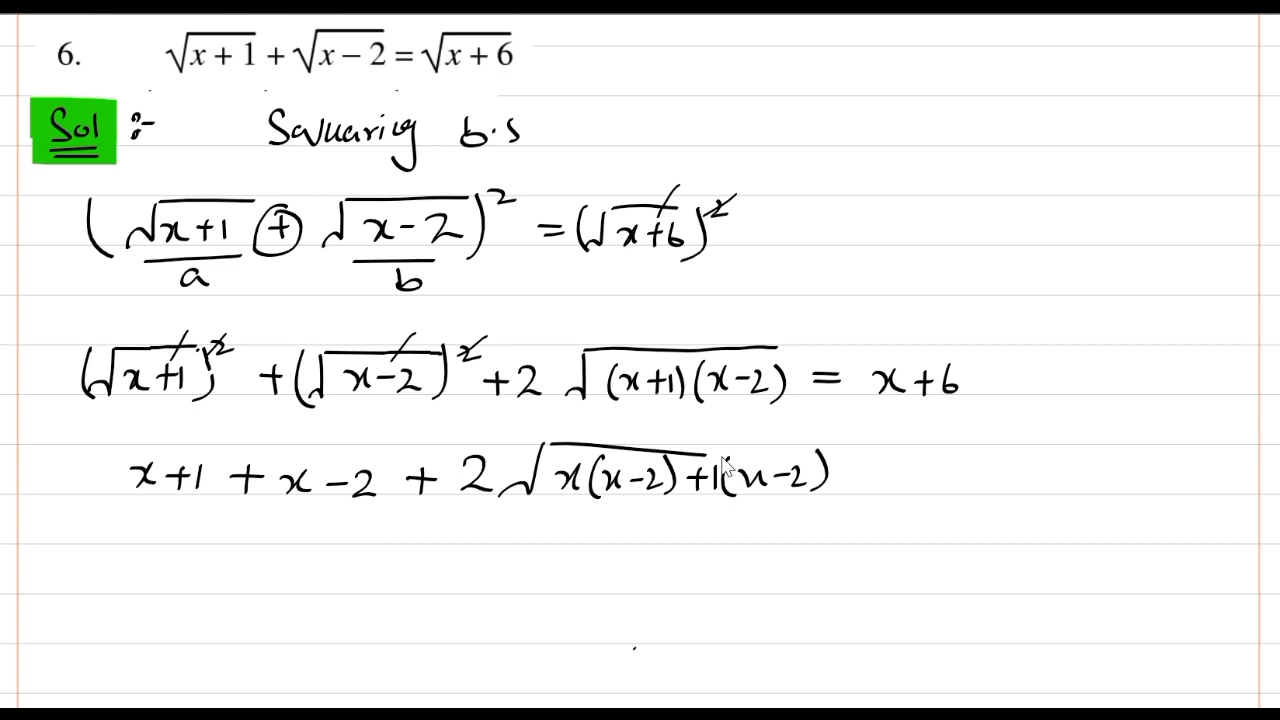 6. √(x + 1) + √(x − 2) = √(x + 6)
Sol :- Squaring b.s
(√(x+1) + √(x-2))² = (√(x+6))²
a b
(√(x+1))² + (√(x-2))² + 2 √((x+1)(x-2)) = x+6
x+1 + x-2 + 2 √(x(x-2)+1(x-2))